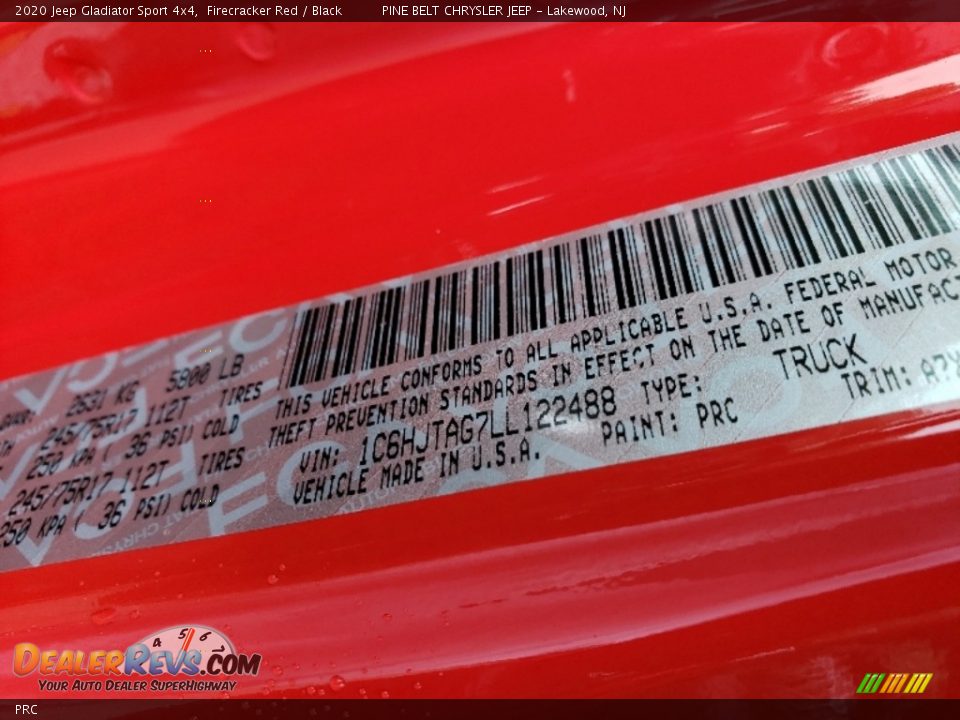 2020 Jeep Gladiator Sport 4x4, Firecracker Red / Black PINE BELT CHRYSLER JEEP - Lakewood, NJ
2631 KG 5800 LB
245/75R17 112T TIRES
250 KPA ( 36 PSI) COLD
245/75R17 112T TIRES
250 KPA ( 36 PSI) COLD
THIS VEHICLE CONFORMS TO ALL APPLICABLE U.S.A. FEDERAL MOTOR
THEFT PREVENTION STANDARDS IN EFFECT ON THE DATE OF MANUFAC
VIN: 1C6HJTAG7LL122488 TYPE: TRUCK
VEHICLE MADE IN U.S.A. PAINT: PRC TRIM:
4 5 6
DEALERREVS.COM
YOUR AUTO DEALER SUPERHIGHWAY
PRC